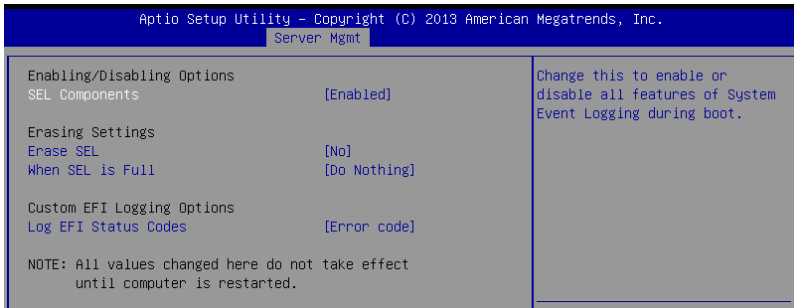 Aptio Setup Utility – Copyright (C) 2013 American Megatrends, Inc.
Server Mgmt
Enabling/Disabling Options
SEL Components [Enabled]
Erasing Settings
Erase SEL [No]
When SEL is Full [Do Nothing]
Custom EFI Logging Options
Log EFI Status Codes [Error code]
NOTE: All values changed here do not take effect
until computer is restarted.
Change this to enable or
disable all features of System
Event Logging during boot.